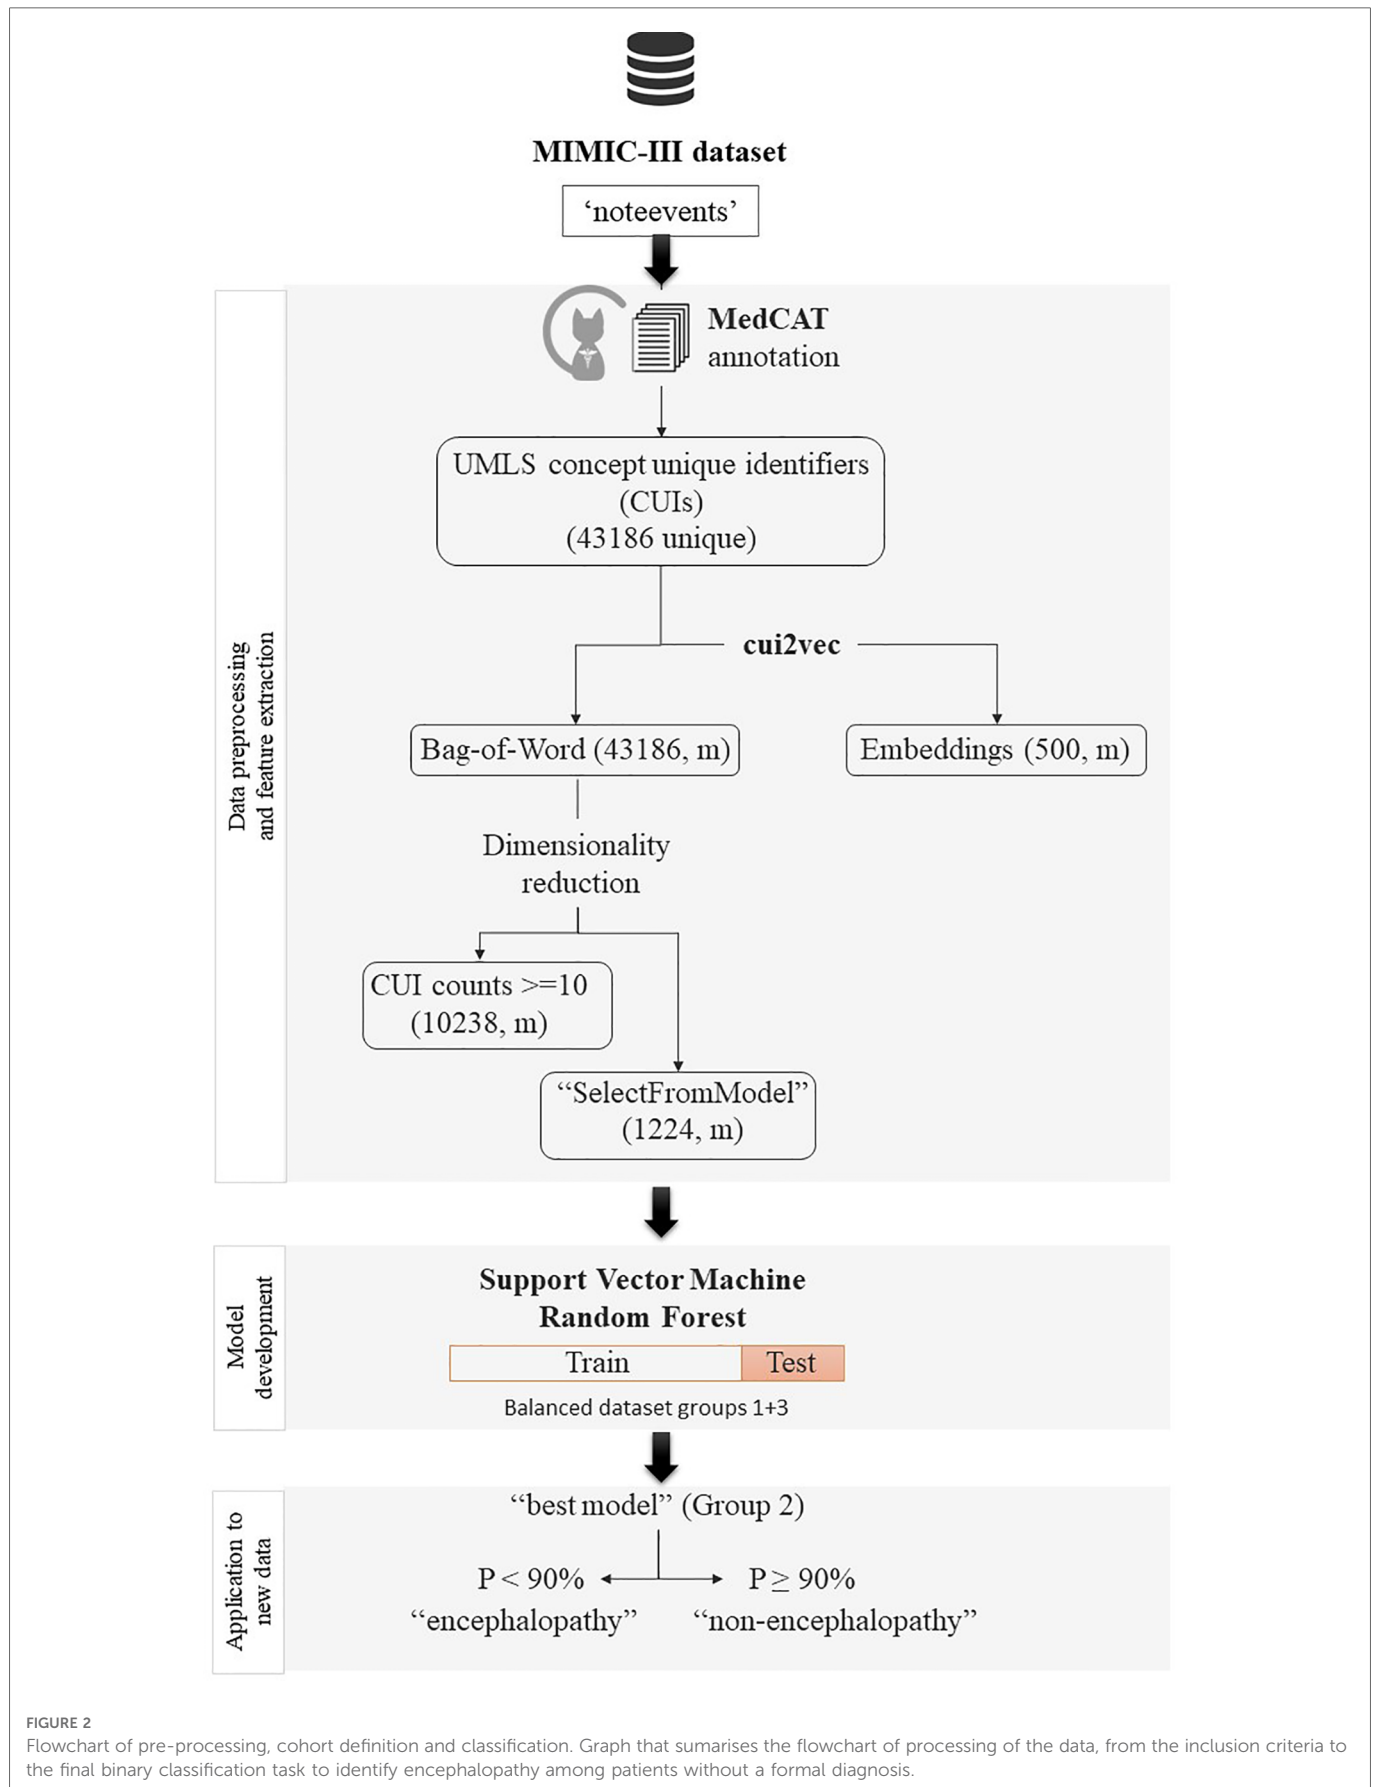 MIMIC-III dataset
‘noteevents’
MedCAT
annotation
UMLS concept unique identifiers
(CUIs)
(43186 unique)
cui2vec
Bag-of-Word (43186, m)
Embeddings (500, m)
Dimensionality
reduction
CUI counts >=10
(10238, m)
“SelectFromModel”
(1224, m)
Data preprocessing
and feature extraction
Support Vector Machine
Random Forest
Train
Test
Balanced dataset groups 1+3
Model
development
“best model” (Group 2)
P < 90%
P ≥ 90%
“encephalopathy”
“non-encephalopathy”
Application to
new data
FIGURE 2
Flowchart of pre-processing, cohort definition and classification. Graph that sumarises the flowchart of processing of the data, from the inclusion criteria to
the final binary classification task to identify encephalopathy among patients without a formal diagnosis.